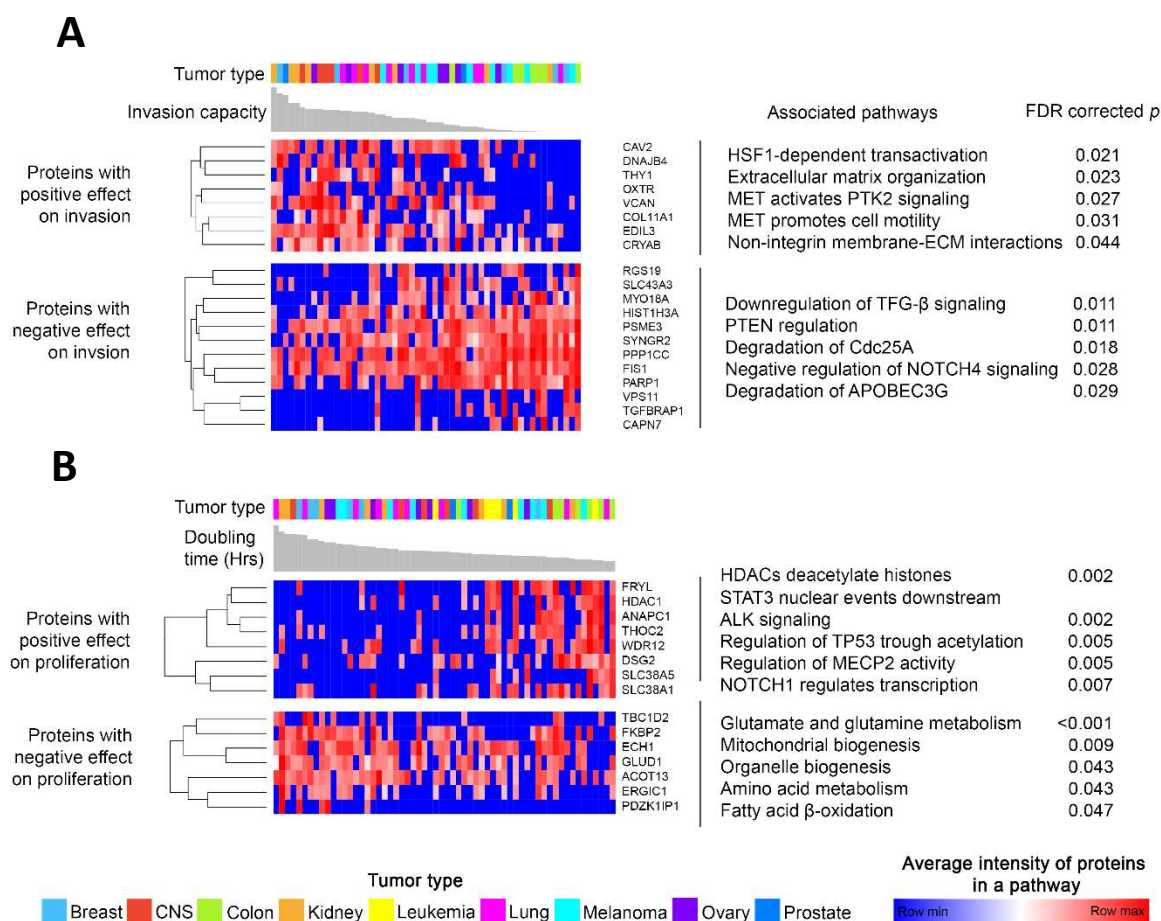 A
Tumor type
Invasion capacity
Associated pathways
FDR corrected p
Proteins with
positive effect
on invasion
CAV2
DNAJB4
THY1
OXTR
VCAN
COL11A1
EDIL3
CRYAB
HSF1-dependent transactivation 0.021
Extracellular matrix organization 0.023
MET activates PTK2 signaling 0.027
MET promotes cell motility 0.031
Non-integrin membrane-ECM interactions 0.044
Proteins with
negative effect
on invsion
RGS19
SLC43A3
MYO18A
HIST1H3A
PSME3
SYNGR2
PPP1CC
FIS1
PARP1
VPS11
TGFBRAP1
CAPN7
Downregulation of TFG-β signaling 0.011
PTEN regulation 0.011
Degradation of Cdc25A 0.018
Negative regulation of NOTCH4 signaling 0.028
Degradation of APOBEC3G 0.029
B
Tumor type
Doubling
time (Hrs)
Proteins with
positive effect
on proliferation
FRYL
HDAC1
ANAPC1
THOC2
WDR12
DSG2
SLC38A5
SLC38A1
HDACs deacetylate histones 0.002
STAT3 nuclear events downstream
ALK signaling 0.002
Regulation of TP53 trough acetylation 0.005
Regulation of MECP2 activity 0.005
NOTCH1 regulates transcription 0.007
Proteins with
negative effect
on proliferation
TBC1D2
FKBP2
ECH1
GLUD1
ACOT13
ERGIC1
PDZK1IP1
Glutamate and glutamine metabolism <0.001
Mitochondrial biogenesis 0.009
Organelle biogenesis 0.043
Amino acid metabolism 0.043
Fatty acid β-oxidation 0.047
Tumor type
Breast CNS Colon Kidney Leukemia Lung Melanoma Ovary Prostate
Average intensity of proteins
in a pathway
Row min Row max